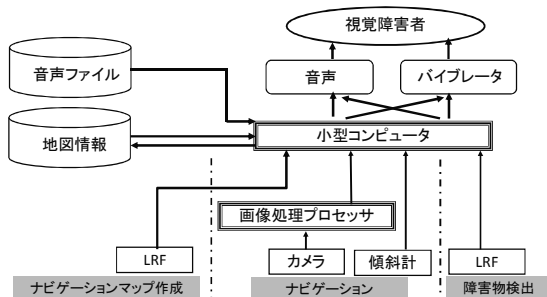 視覚障害者
音声ファイル
音声
バイブレータ
地図情報
小型コンピュータ
画像処理プロセッサ
LRF
カメラ
傾斜計
LRF
ナビゲーションマップ作成
ナビゲーション
障害物検出